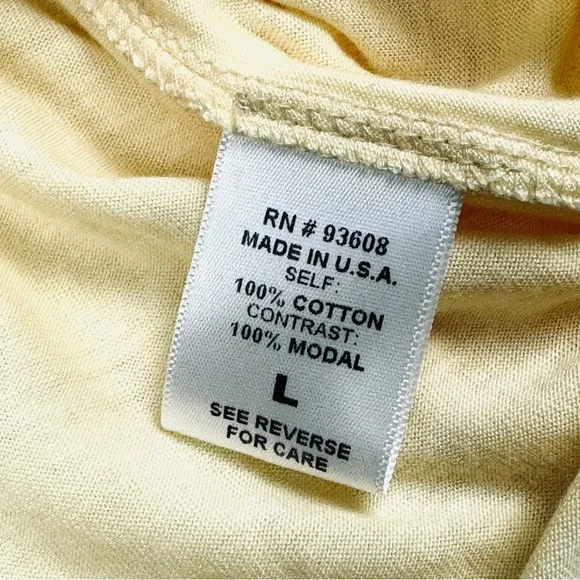 RN # 93608
MADE IN U.S.A.
SELF:
100% COTTON
CONTRAST:
100% MODAL
L
SEE REVERSE
FOR CARE